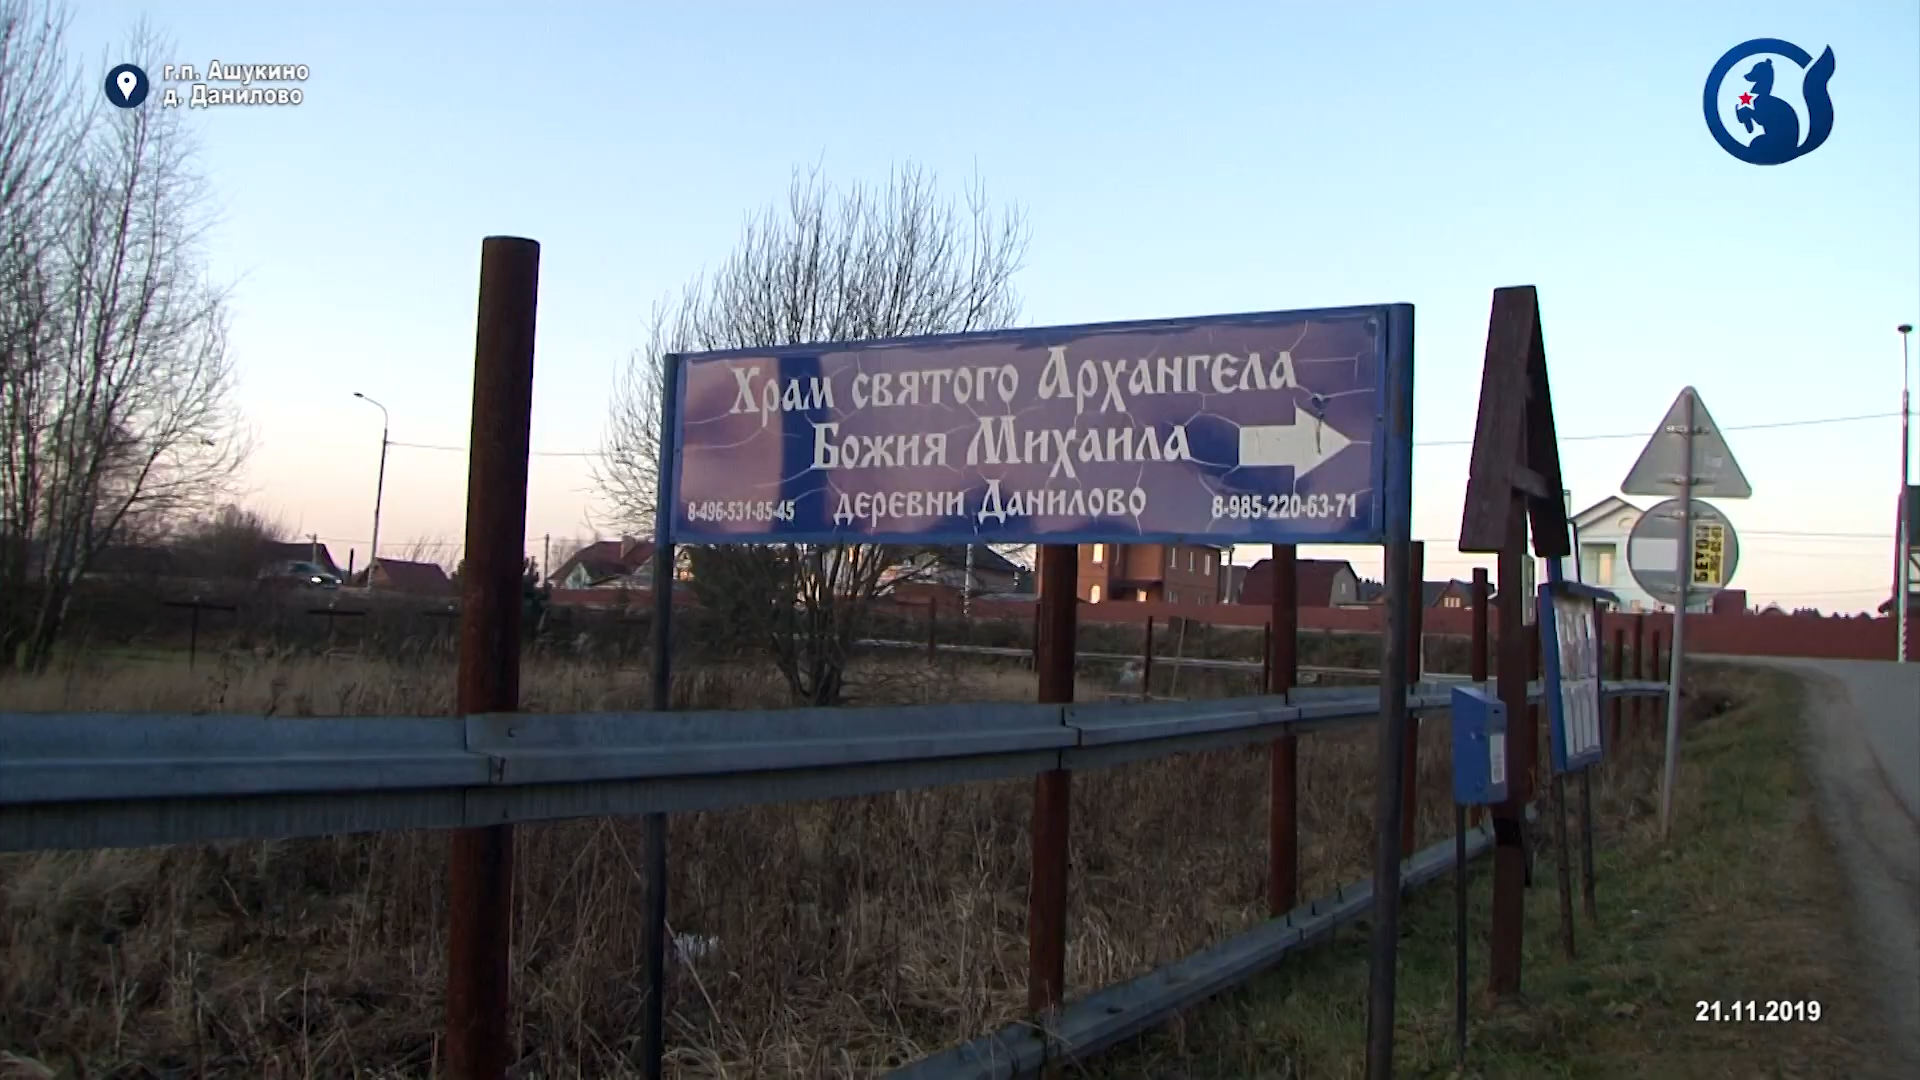 г.п. Ашукино
д. Данилово
Храм святого Архангела
Божия Михаила
деревни Данилово
8-496-531-85-45
8-985-220-63-71
БЕТОН
21.11.2019